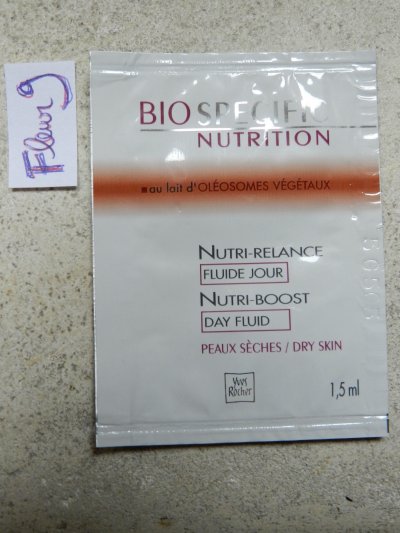 Fleur9
BIO SPECIFIC
NUTRITION
au lait d'OLÉOSOMES VÉGÉTAUX
NUTRI-RELANCE
FLUIDE JOUR
NUTRI-BOOST
DAY FLUID
PEAUX SÈCHES / DRY SKIN
Yves
Rocher
1,5 ml